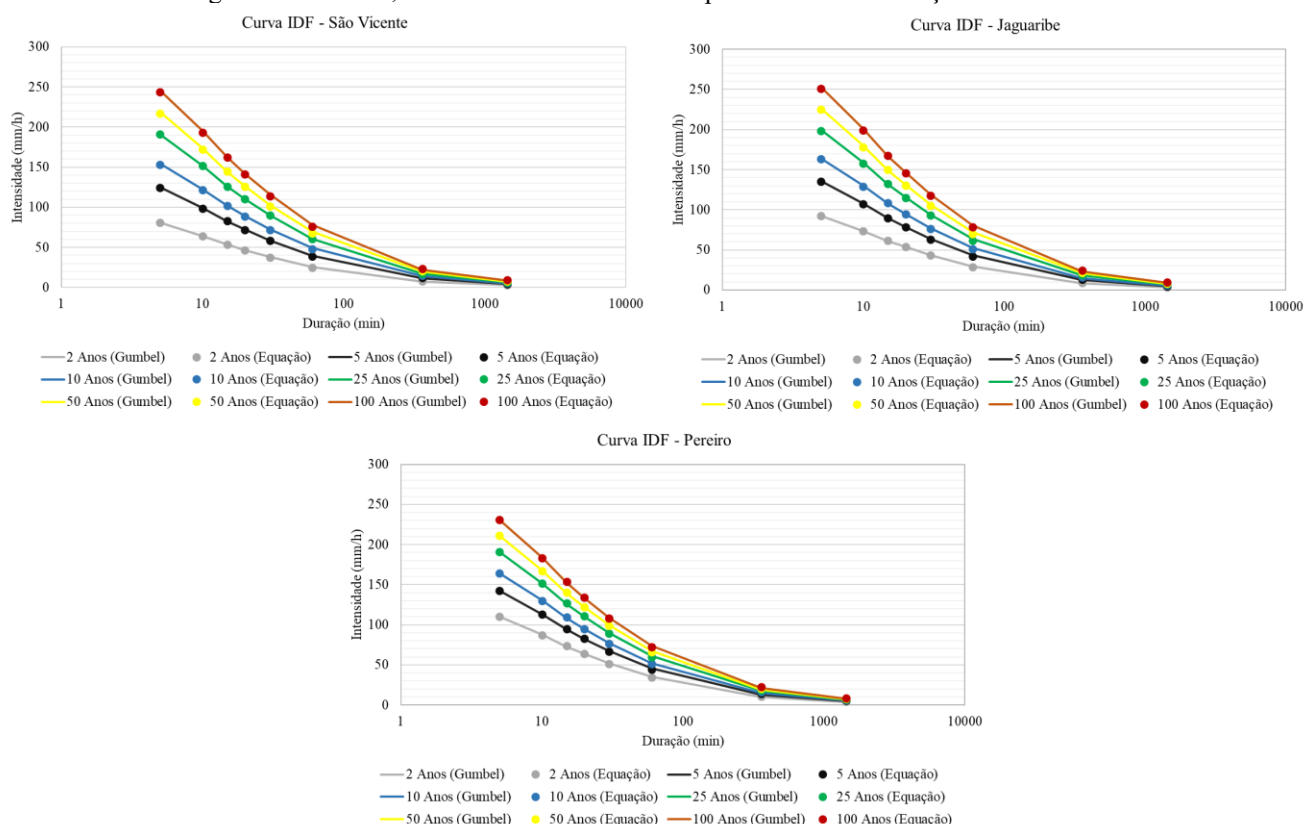 Curva IDF - São Vicente
300
250
200
150
100
50
0
Intensidade (mm/h)
1 10 100 1000 10000
Duração (min)
2 Anos (Gumbel) 2 Anos (Equação) 5 Anos (Gumbel) 5 Anos (Equação)
10 Anos (Gumbel) 10 Anos (Equação) 25 Anos (Gumbel) 25 Anos (Equação)
50 Anos (Gumbel) 50 Anos (Equação) 100 Anos (Gumbel) 100 Anos (Equação)
Curva IDF - Jaguaribe
300
250
200
150
100
50
0
Intensidade (mm/h)
1 10 100 1000 10000
Duração (min)
2 Anos (Gumbel) 2 Anos (Equação) 5 Anos (Gumbel) 5 Anos (Equação)
10 Anos (Gumbel) 10 Anos (Equação) 25 Anos (Gumbel) 25 Anos (Equação)
50 Anos (Gumbel) 50 Anos (Equação) 100 Anos (Gumbel) 100 Anos (Equação)
Curva IDF - Pereiro
300
250
200
150
100
50
0
Intensidade (mm/h)
1 10 100 1000 10000
Duração (min)
2 Anos (Gumbel) 2 Anos (Equação) 5 Anos (Gumbel) 5 Anos (Equação)
10 Anos (Gumbel) 10 Anos (Equação) 25 Anos (Gumbel) 25 Anos (Equação)
50 Anos (Gumbel) 50 Anos (Equação) 100 Anos (Gumbel) 100 Anos (Equação)